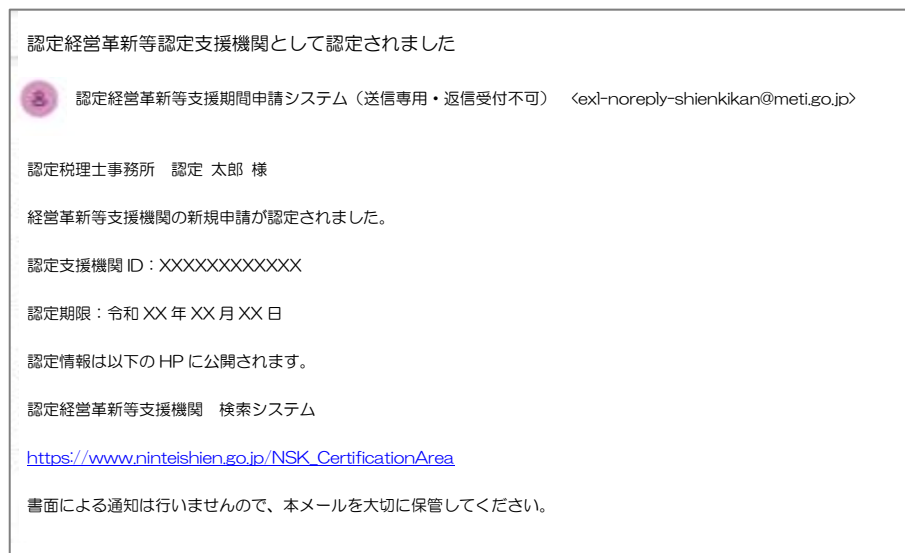 認定経営革新等認定支援機関として認定されました
認定経営革新等支援期間申請システム（送信専用・返信受付不可）　<exl-noreply-shienkikan@meti.go.jp>
認定税理士事務所　認定 太郎 様
経営革新等支援機関の新規申請が認定されました。
認定支援機関 ID：XXXXXXXXXXXX
認定期限：令和 XX 年 XX 月 XX 日
認定情報は以下の HP に公開されます。
認定経営革新等支援機関　検索システム
https://www.ninteishien.go.jp/NSK_CertificationArea
書面による通知は行いませんので、本メールを大切に保管してください。